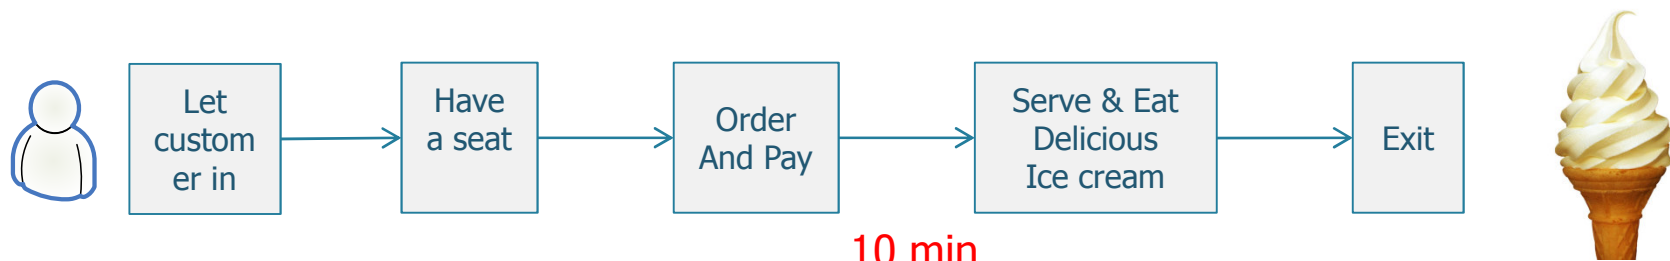 Let
custom
er in
Have
a seat
Order
And Pay
Serve & Eat
Delicious
Ice cream
Exit
10 min